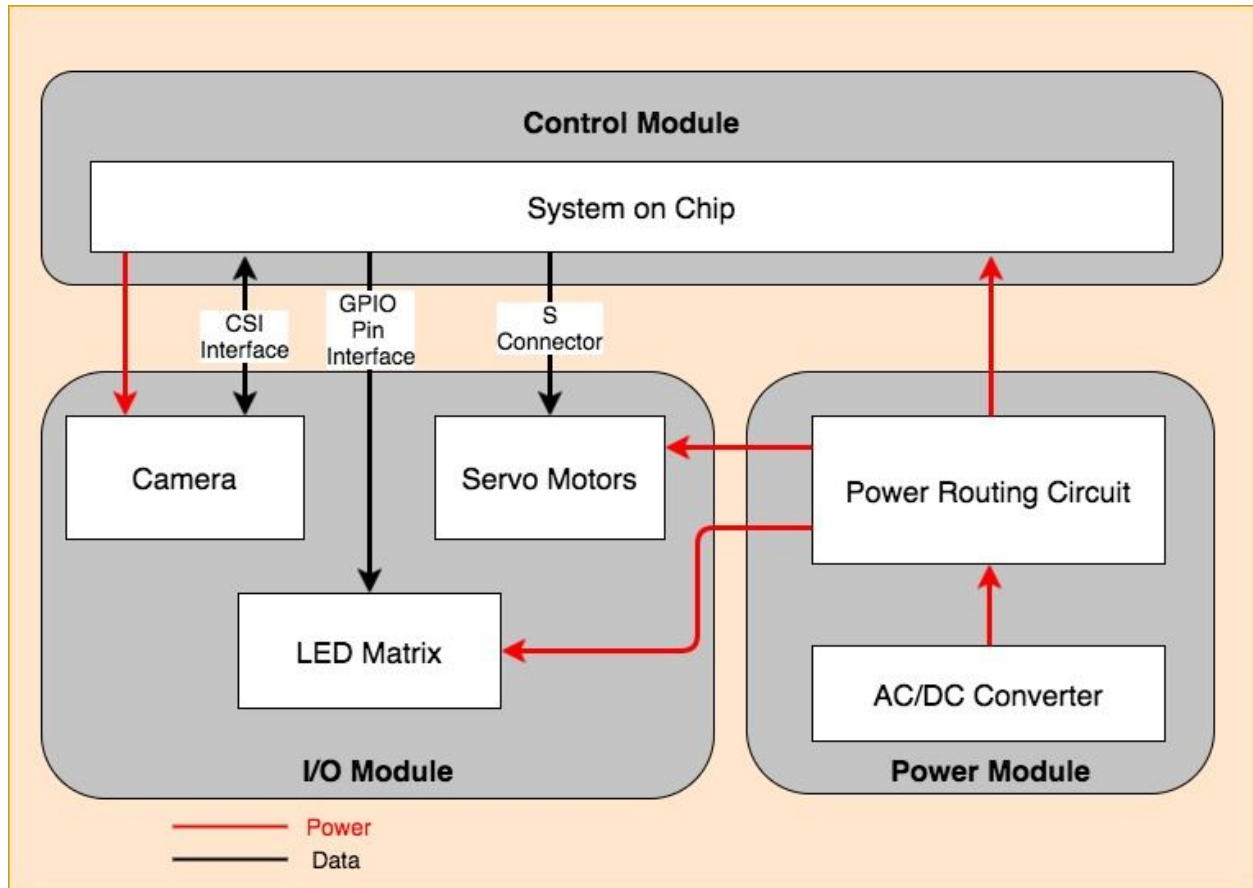 Control Module
System on Chip
CSI
Interface
GPIO
Pin
Interface
S
Connector
Camera
Servo Motors
Power Routing Circuit
LED Matrix
AC/DC Converter
I/O Module
Power Module
Power
Data